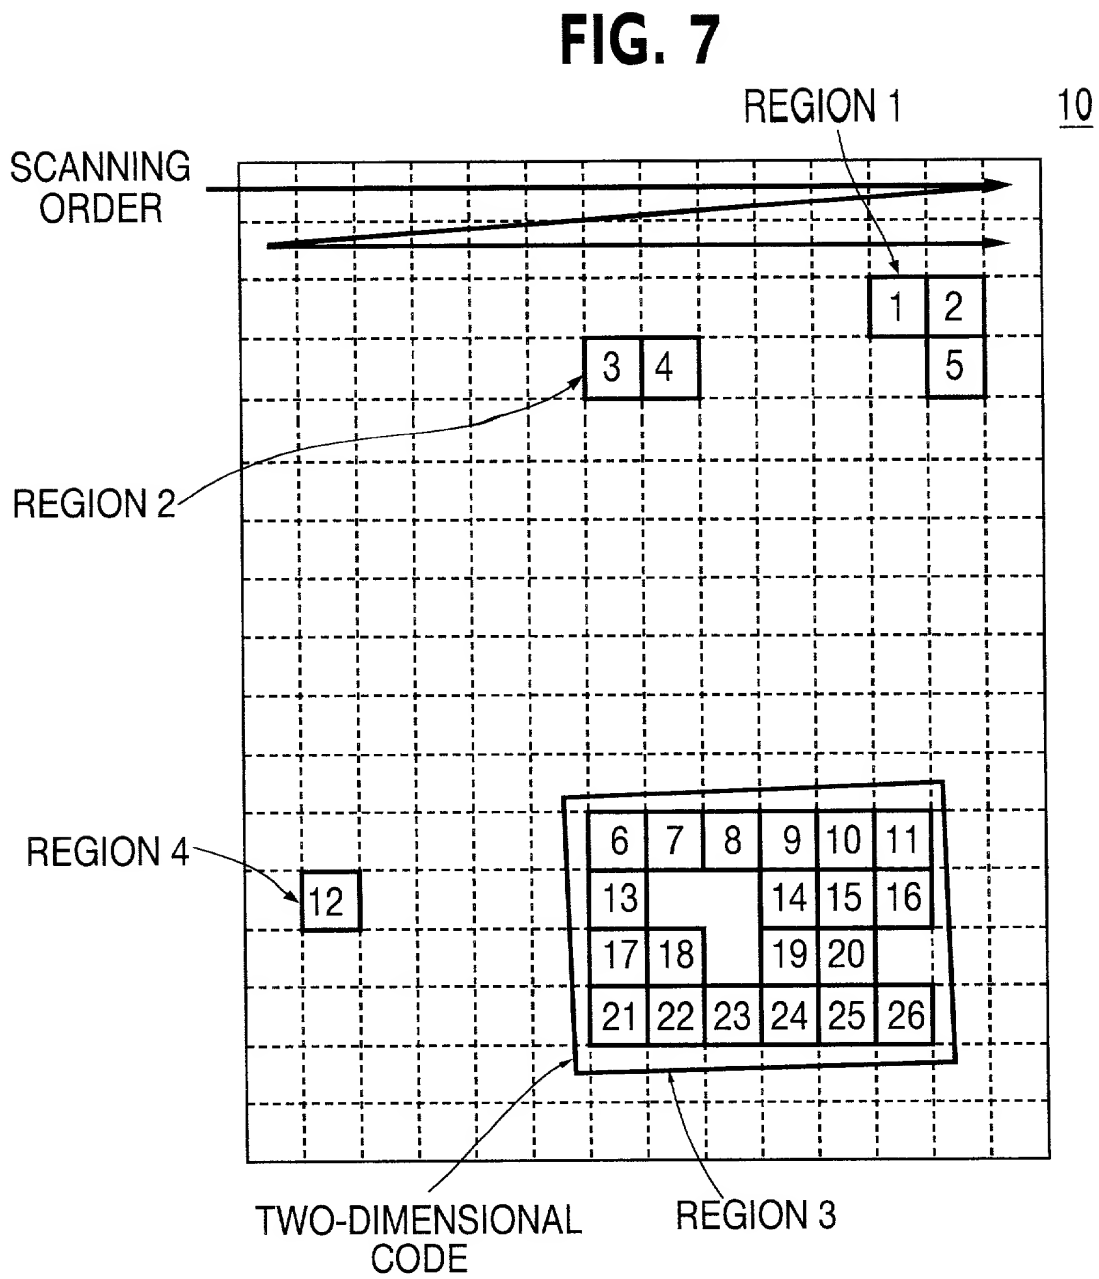 FIG. 7
REGION 1
10
SCANNING
ORDER
1 2
3 4 5
REGION 2
6 7 8 9 10 11
REGION 4
12 13 14 15 16
17 18 19 20
21 22 23 24 25 26
TWO-DIMENSIONAL
CODE
REGION 3